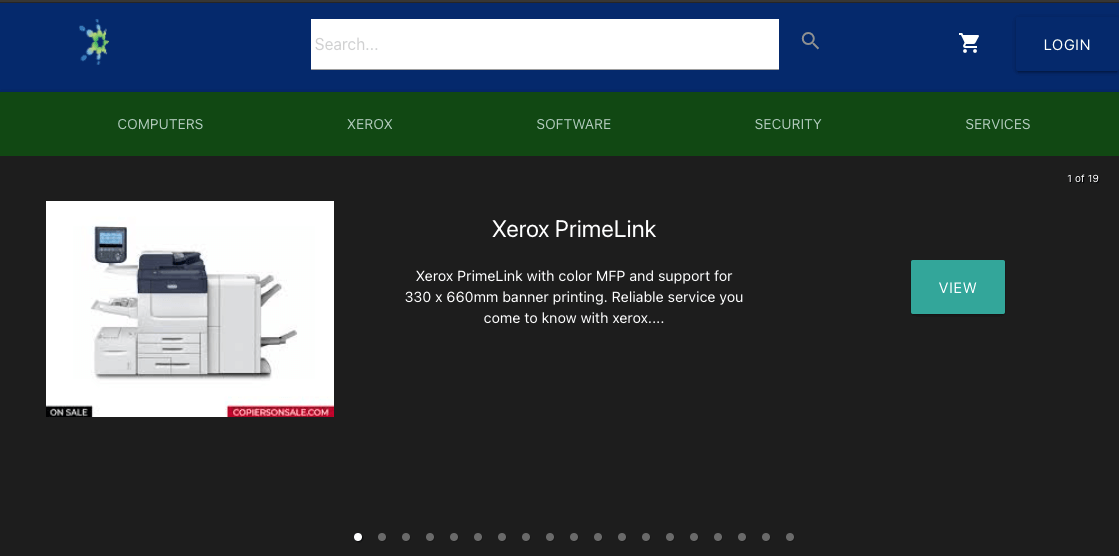 Search...
LOGIN
COMPUTERS
XEROX
SOFTWARE
SECURITY
SERVICES
1 of 19
Xerox PrimeLink
Xerox PrimeLink with color MFP and support for
330 x 660mm banner printing. Reliable service you
come to know with xerox....
VIEW
ON SALE
COPIERSONSALE.COM